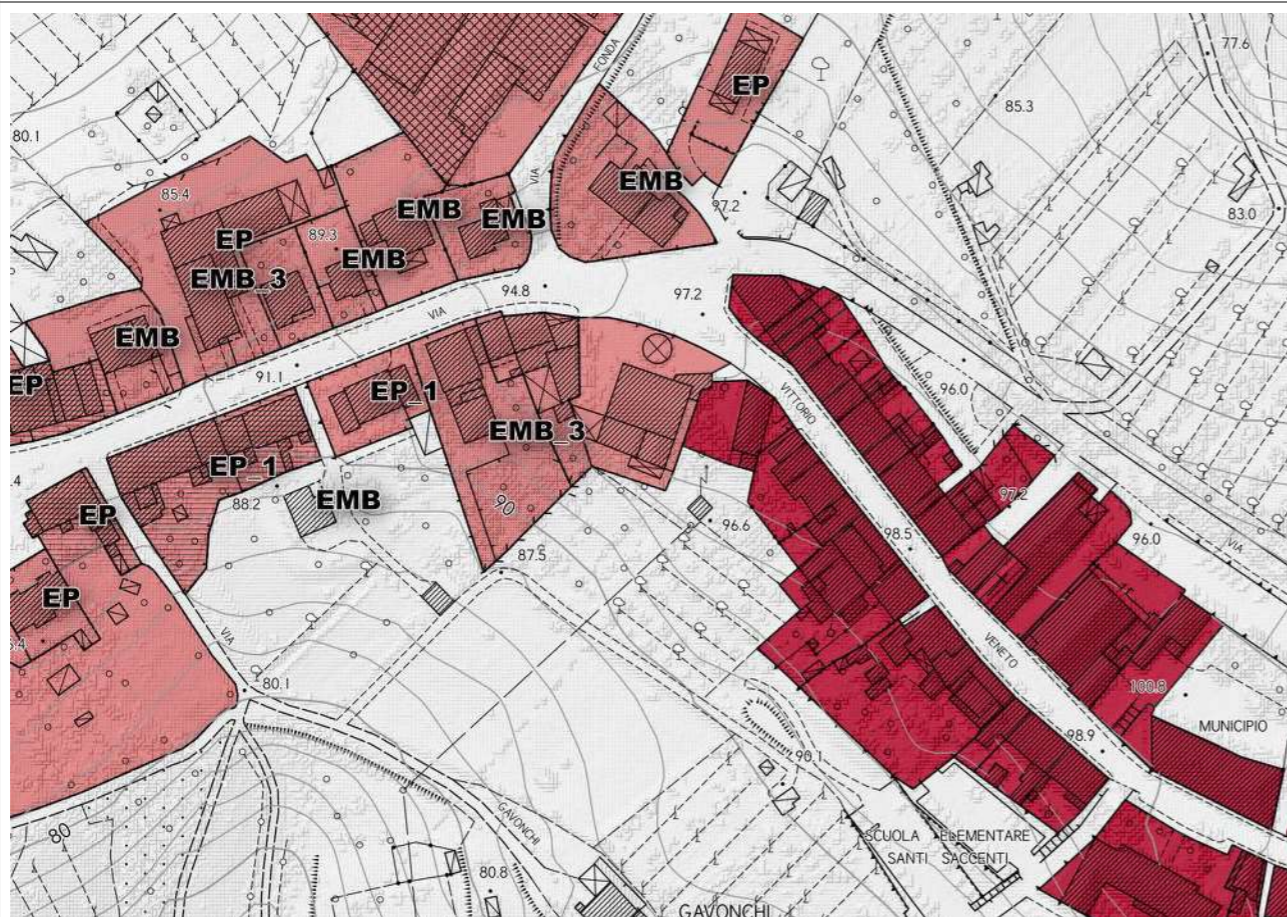 FONDA
VIA
EP
77.6
85.3
80.1
83.0
EMB
85.4
97.2
EMB
EMB
EP
89.3
EMB
EMB_3
94.8
97.2
VIA
EMB
91.1
EP
EP_1
96.0
VITTORIO
EMB_3
EP_1
88.2
EMB
90
97.2
EP
96.6
98.5
96.0
VIA
87.5
EP
VIA
VENETO
80.1
100.8
MUNICIPIO
98.9
90.1
GAVONCHI
80
SCUOLA ELEMENTARE
SANTI SACCENTI
80.8
GAVONCHI